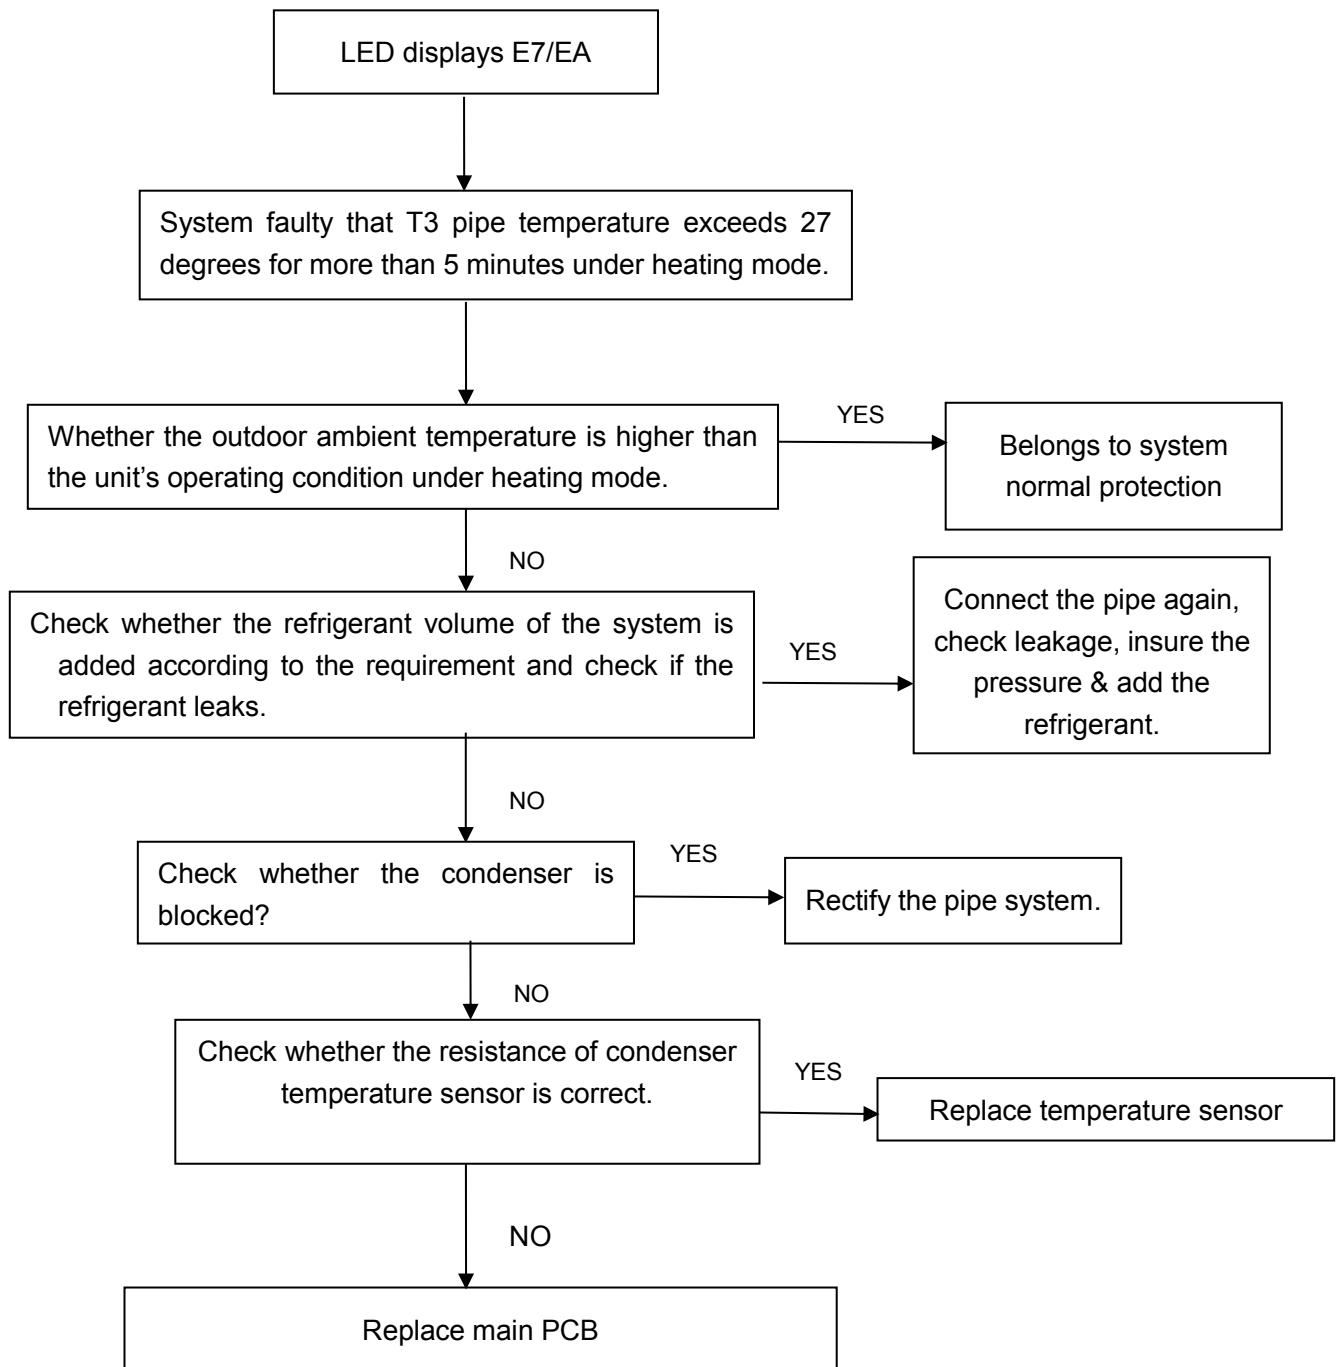 LED displays E7/EA
System faulty that T3 pipe temperature exceeds 27
degrees for more than 5 minutes under heating mode.
Whether the outdoor ambient temperature is higher than
the unit’s operating condition under heating mode.
YES
Belongs to system
normal protection
NO
Check whether the refrigerant volume of the system is
added according to the requirement and check if the
refrigerant leaks.
YES
Connect the pipe again,
check leakage, insure the
pressure & add the
refrigerant.
NO
Check whether the condenser is
blocked?
YES
Rectify the pipe system.
NO
Check whether the resistance of condenser
temperature sensor is correct.
YES
Replace temperature sensor
NO
Replace main PCB